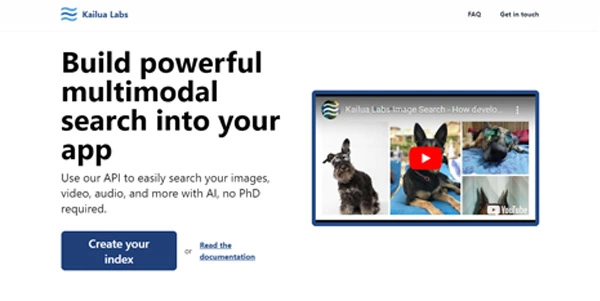 Kailua Labs
FAQ
Get in touch
Build powerful
multimodal
search into your
app
Use our API to easily search your images,
video, audio, and more with AI, no PhD
required.
Create your
index
or
Read the
documentation
Kailua Labs Image Search - How develo...
YouTube